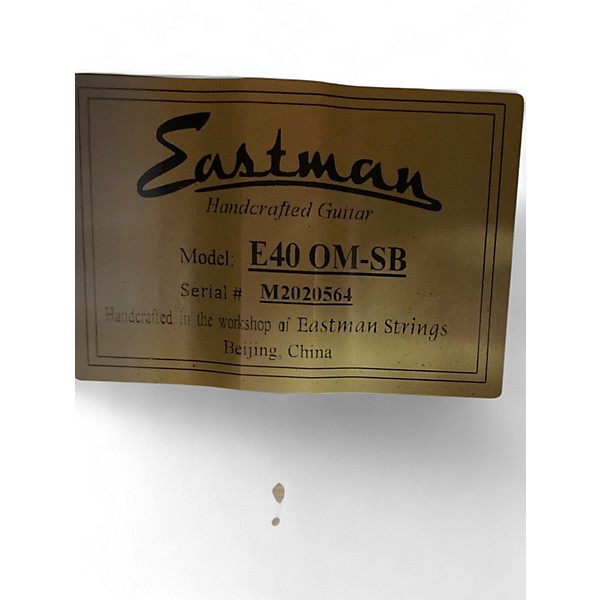 Eastman
Handcrafted Guitar
Model: E40 OM-SB
Serial # M2020564
Handcrafted in the workshop of Eastman Strings
Beijing, China